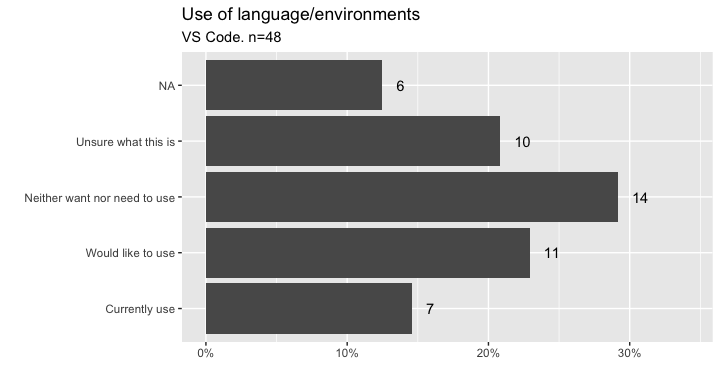 Use of language/environments
VS Code. n=48
NA
6
Unsure what this is
10
Neither want nor need to use
14
Would like to use
11
Currently use
7
0%
10%
20%
30%